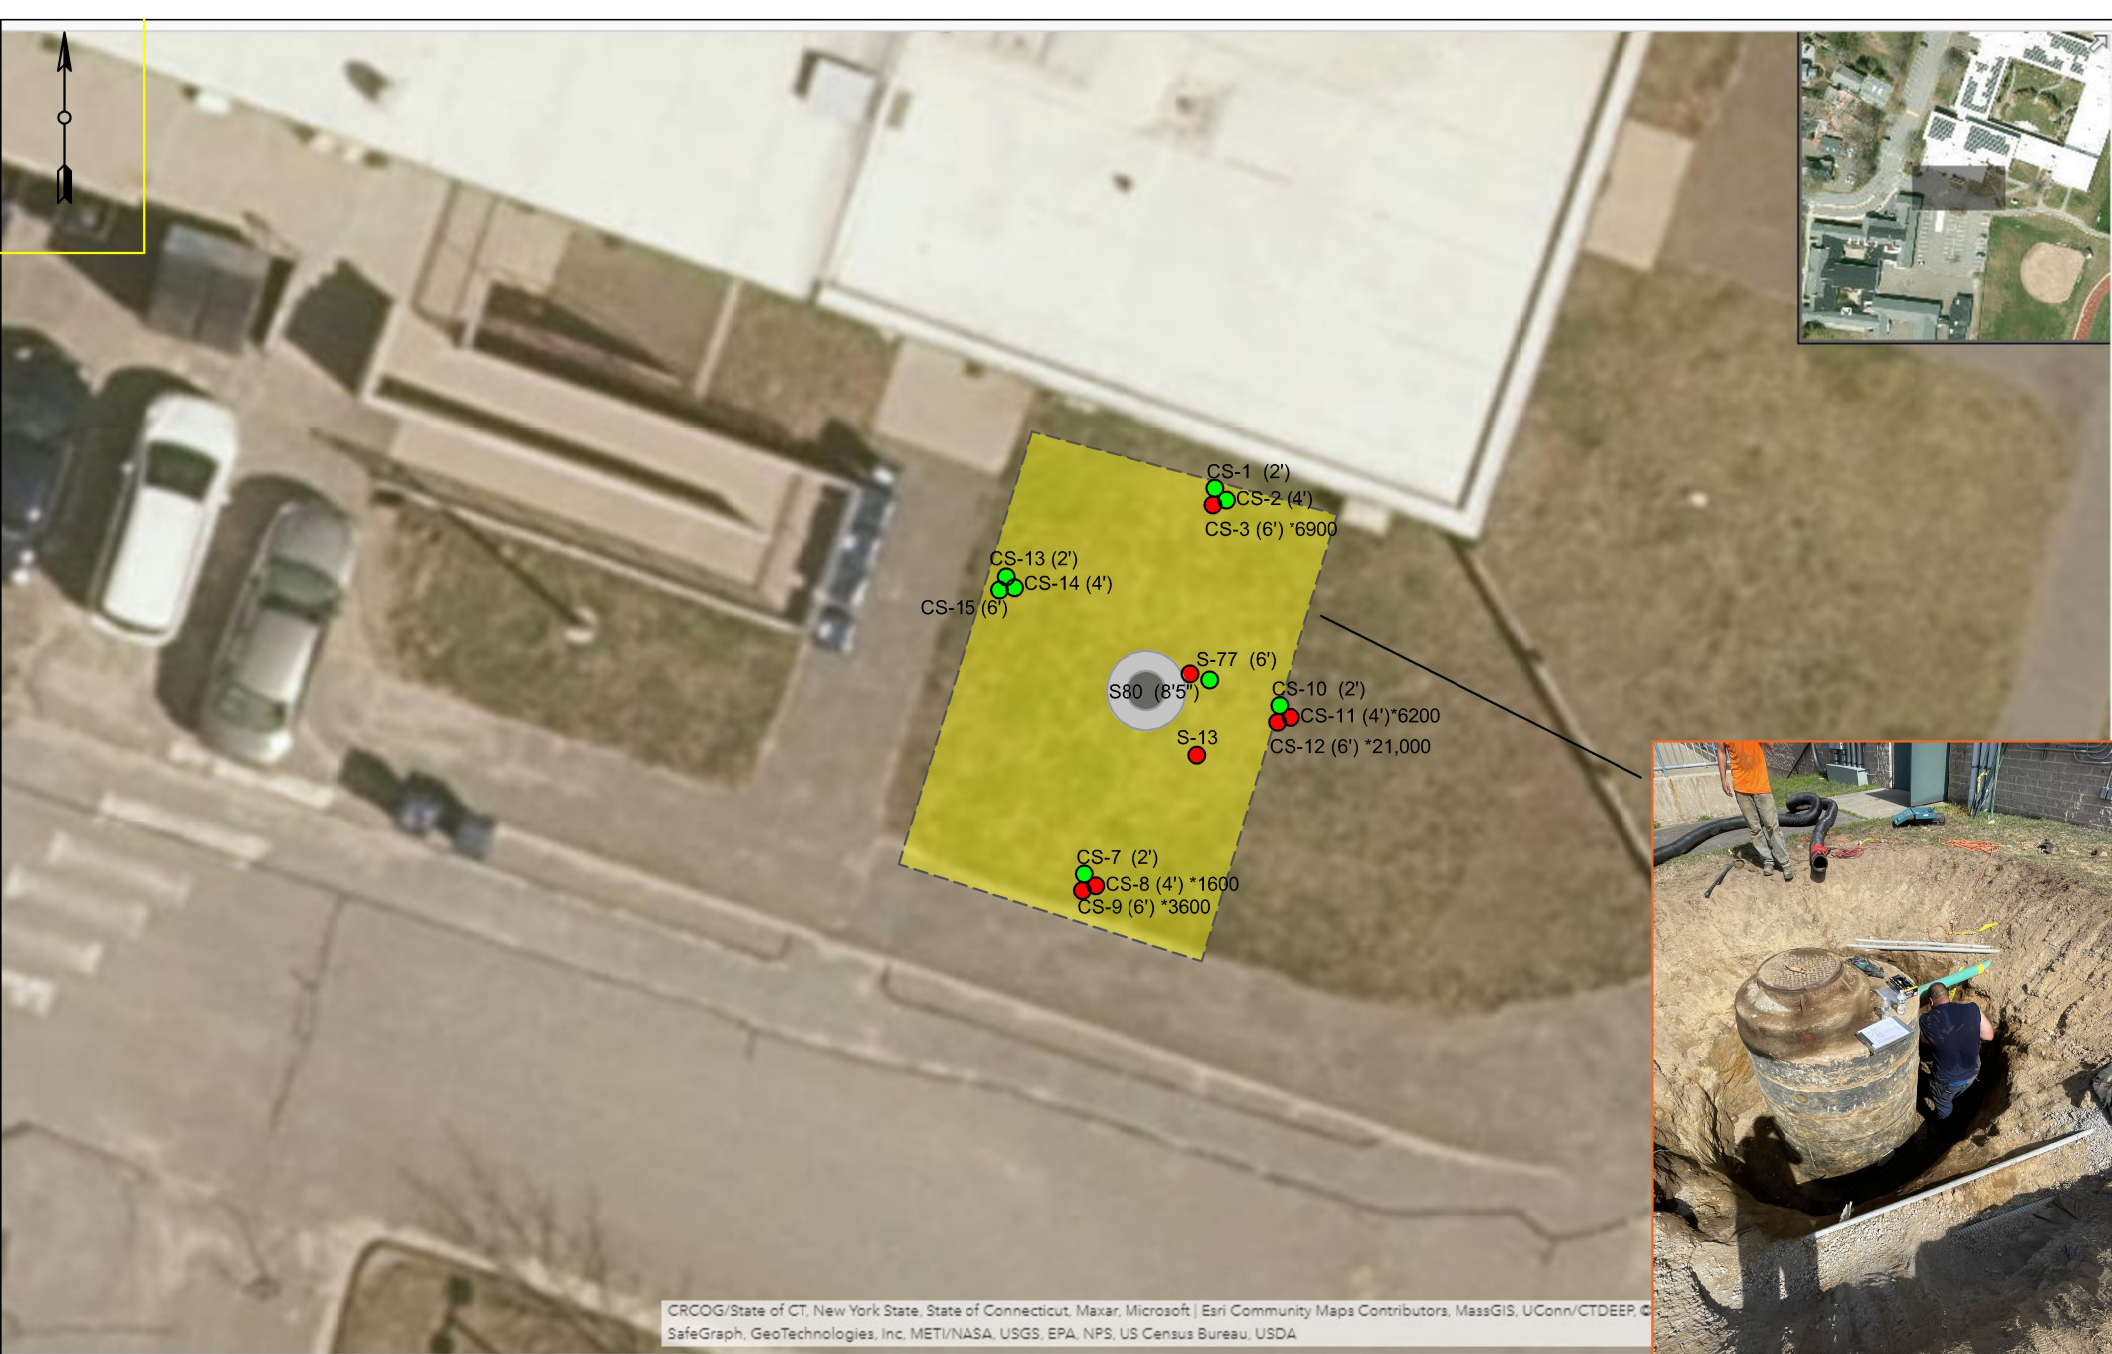 CS-1 (2')
CS-2 (4')
CS-3 (6') *6900
CS-13 (2')
CS-14 (4')
CS-15 (6')
S-77 (6')
S80 (8'5")
CS-10 (2')
CS-11 (4')*6200
CS-12 (6') *21,000
S-13
CS-7 (2')
CS-8 (4') *1600
CS-9 (6') *3600
CRCOG/State of CT, New York State, State of Connecticut, Maxar, Microsoft | Esri Community Maps Contributors, MassGIS, UConn/CTDEEP, ©
SafeGraph, GeoTechnologies, Inc, METI/NASA, USGS, EPA, NPS, US Census Bureau, USDA